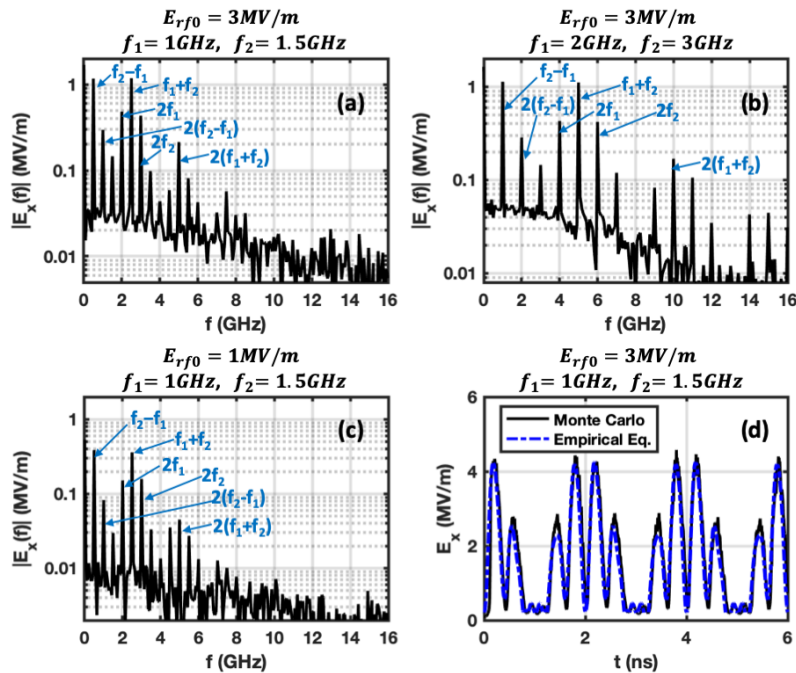 E_rf0 = 3MV/m
f₁= 1GHz, f₂= 1.5GHz
(a)
f₂−f₁
f₁+f₂
2f₁
2(f₂-f₁)
2f₂
2(f₁+f₂)
1
0.1
0.01
|Eₓ(f)| (MV/m)
0 2 4 6 8 10 12 14 16
f (GHz)
E_rf0 = 3MV/m
f₁= 2GHz, f₂= 3GHz
(b)
f₂−f₁
f₁+f₂
2(f₂-f₁)
2f₁
2f₂
2(f₁+f₂)
1
0.1
0.01
|Eₓ(f)| (MV/m)
0 2 4 6 8 10 12 14 16
f (GHz)
E_rf0 = 1MV/m
f₁= 1GHz, f₂= 1.5GHz
(c)
f₂−f₁
f₁+f₂
2f₁
2f₂
2(f₂-f₁)
2(f₁+f₂)
1
0.1
0.01
|Eₓ(f)| (MV/m)
0 2 4 6 8 10 12 14 16
f (GHz)
E_rf0 = 3MV/m
f₁= 1GHz, f₂= 1.5GHz
Monte Carlo
Empirical Eq.
(d)
6
4
2
0
Eₓ (MV/m)
0 2 4 6
t (ns)